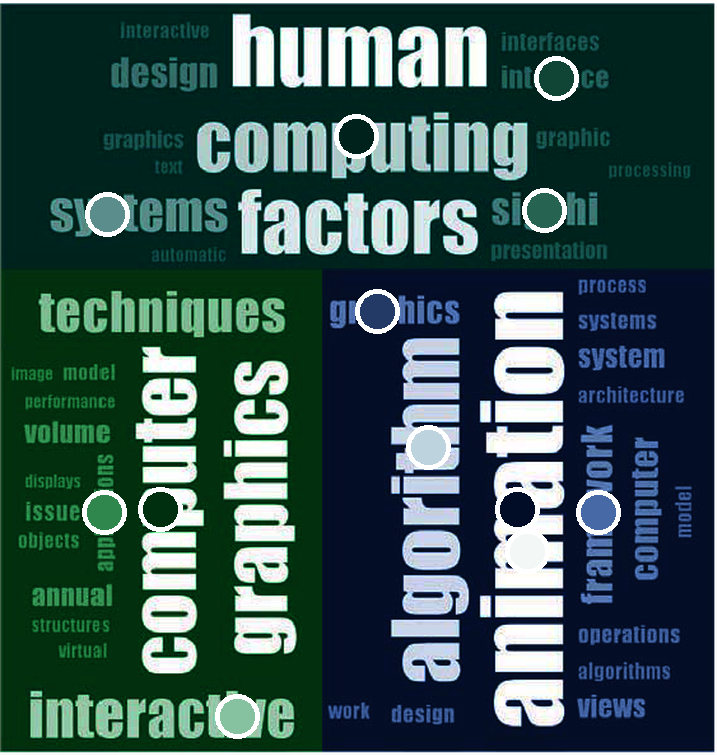 interactive
human
interfaces
design
interface
computing
graphics
graphic
text
processing
systems
factors
sigchi
automatic
presentation
techniques
image model
performance
volume
displays
issues
objects
applications
annual
structures
virtual
computer
graphics
interactive
graphics
algorithm
animation
process
systems
system
architecture
framework
computer
model
operations
algorithms
views
work
design